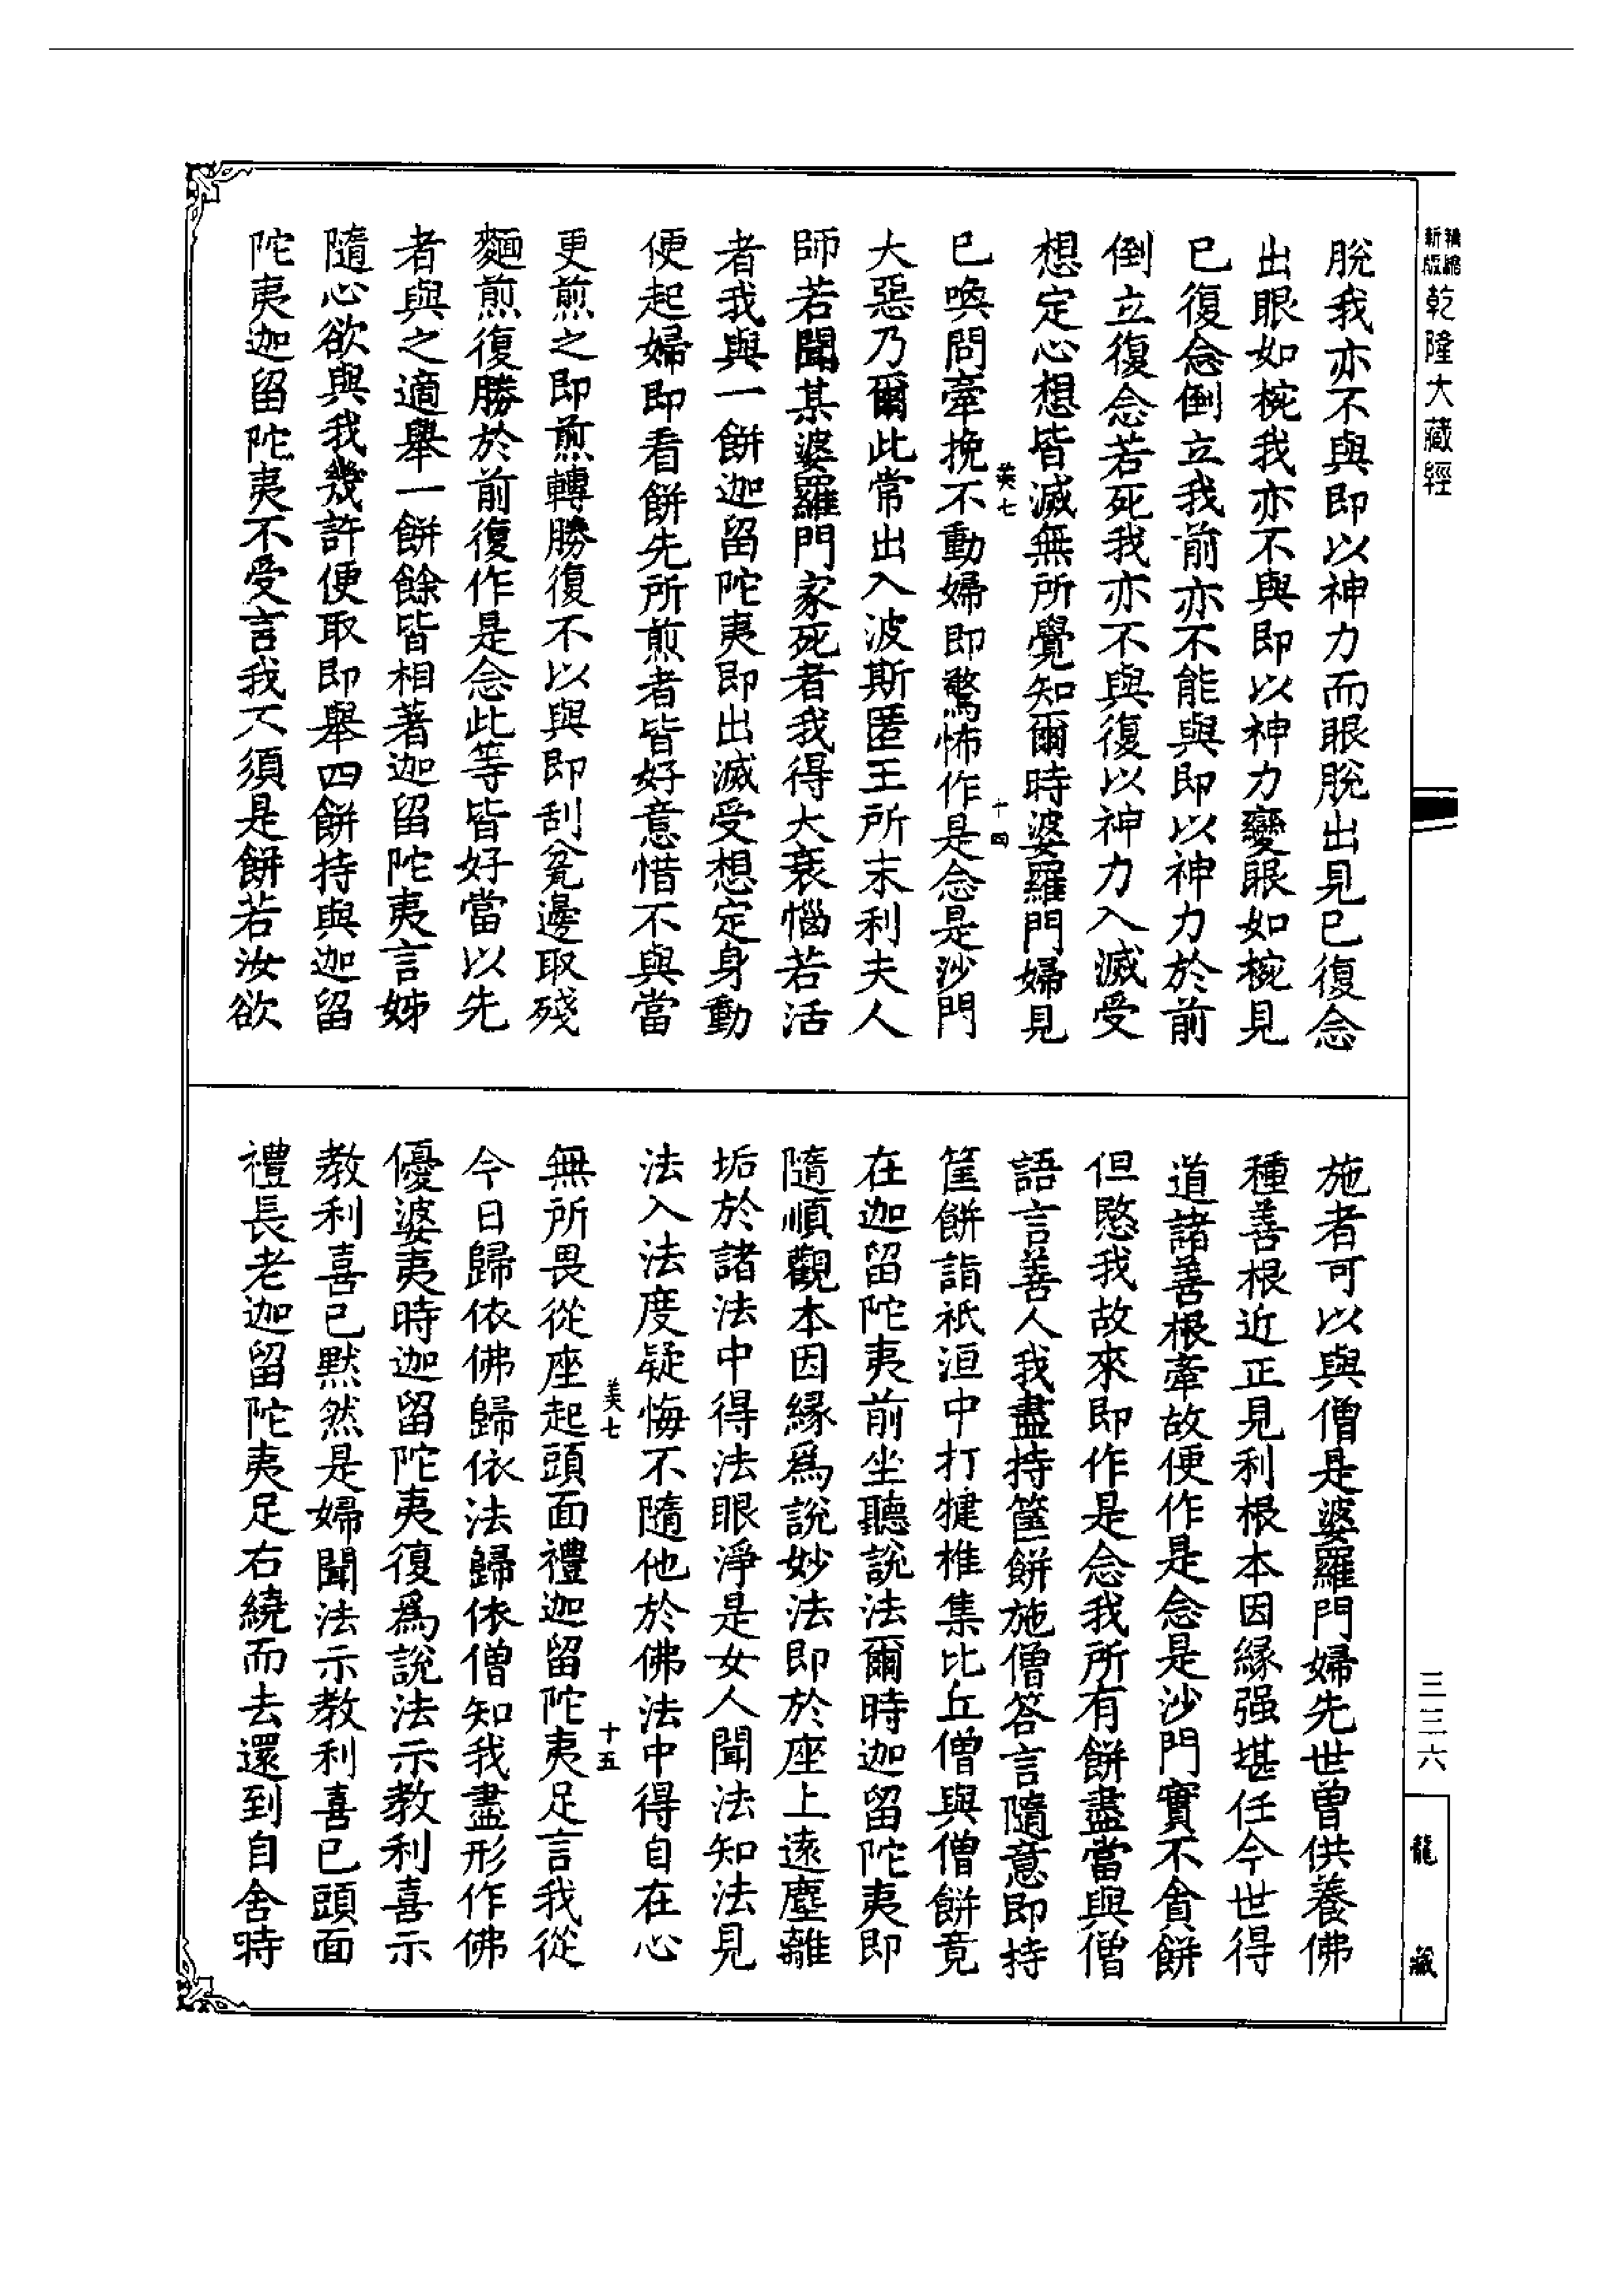 精縮新版乾隆大藏經
脫我亦不與即以神力而眼脫出見已復念
出眼如椀我亦不與即以神力變眼如椀見
已復念倒立我前亦不能與即以神力於前
倒立復念若死我亦不與復以神力入滅受
想定心想皆滅無所覺知爾時婆羅門婦見
已喚問牽挽不動婦即驚怖作是念是沙門
美七 十四
大惡乃爾此常出入波斯匿王所末利夫人
師若聞某婆羅門家死者我得大衰惱若活
者我與一餅迦留陀夷即出滅受想定身動
便起婦即看餅先所煎者皆好意惜不與當
更煎之即煎轉勝復不以與即刮瓫邊取殘
麵煎復勝於前復作是念此等皆好當以先
者與之適舉一餅餘皆相著迦留陀夷言姊
隨心欲與我幾許便取即舉四餅持與迦留
陀夷迦留陀夷不受言我不須是餅若汝欲
施者可以與僧是婆羅門婦先世曾供養佛
種善根近正見利根本因緣强堪任今世得
道諸善根牽故便作是念是沙門實不貪餅
但愍我故來即作是念我所有餅盡當與僧
語言善人我盡持篋餅施僧答言隨意即持
筐餅詣祇洹中打犍椎集比丘僧與僧餅竟
在迦留陀夷前坐聽說法爾時迦留陀夷即
隨順觀本因緣爲說妙法即於座上遠塵離
垢於諸法中得法眼淨是女人聞法知法見
法入法度疑悔不隨他於佛法中得自在心
無所畏從座起頭面禮迦留陀夷足言我從
美七 十五
今日歸依佛歸依法歸依僧知我盡形作佛
優婆夷時迦留陀夷復爲說法示教利喜示
教利喜已默然是婦聞法示教利喜已頭面
禮長老迦留陀夷足右繞而去還到自舍時
三三六
龍藏